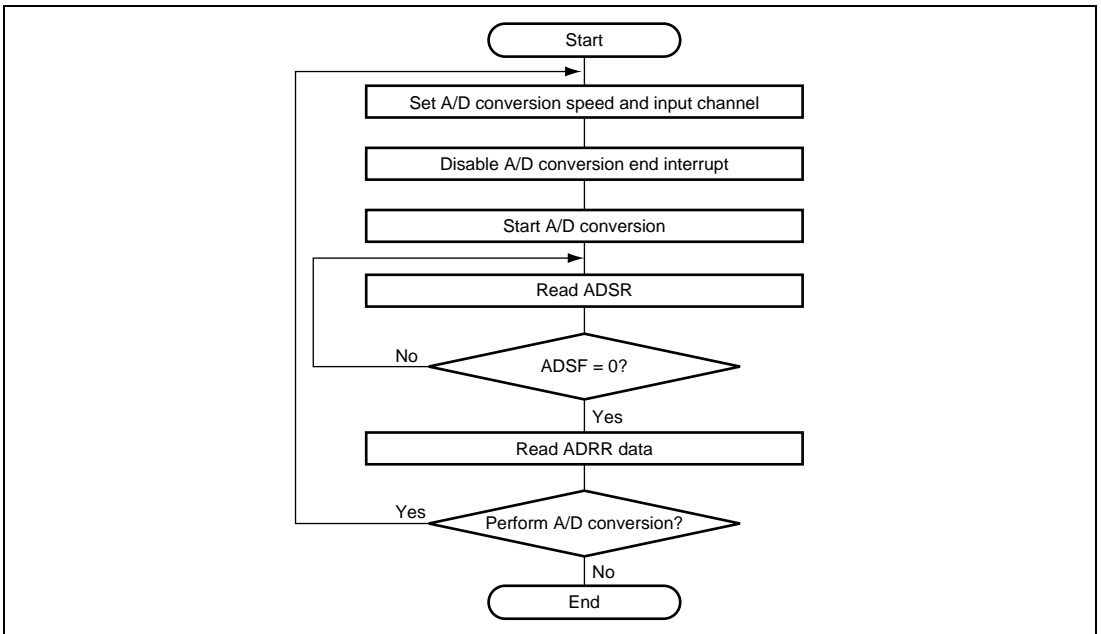 Start
Set A/D conversion speed and input channel
Disable A/D conversion end interrupt
Start A/D conversion
Read ADSR
No
ADSF = 0?
Yes
Read ADRR data
Yes
Perform A/D conversion?
No
End